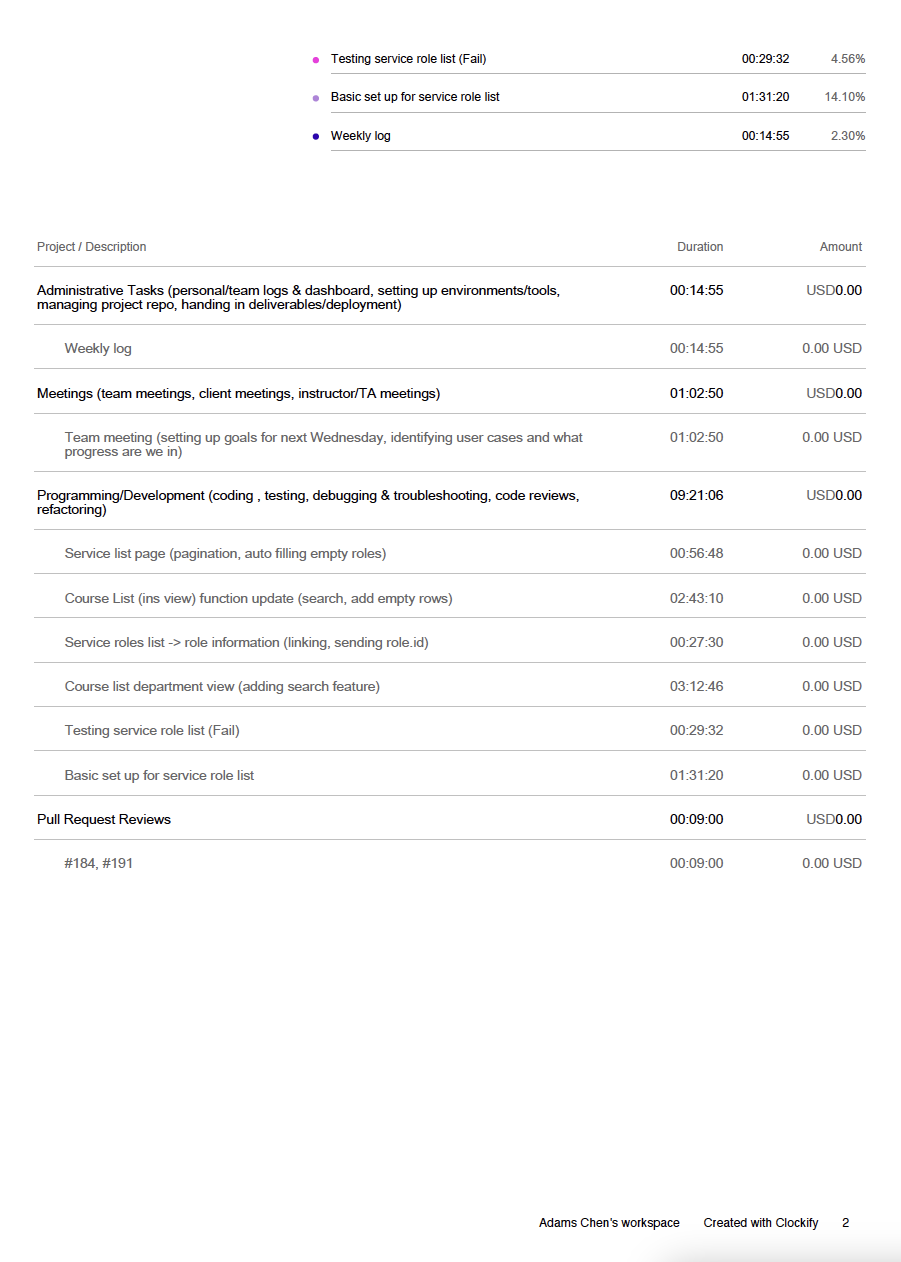 Testing service role list (Fail) 00:29:32 4.56%
Basic set up for service role list 01:31:20 14.10%
Weekly log 00:14:55 2.30%
Project / Description Duration Amount
Administrative Tasks (personal/team logs & dashboard, setting up environments/tools, 00:14:55 USD0.00
managing project repo, handing in deliverables/deployment)
Weekly log 00:14:55 0.00 USD
Meetings (team meetings, client meetings, instructor/TA meetings) 01:02:50 USD0.00
Team meeting (setting up goals for next Wednesday, identifying user cases and what 01:02:50 0.00 USD
progress are we in)
Programming/Development (coding , testing, debugging & troubleshooting, code reviews, 09:21:06 USD0.00
refactoring)
Service list page (pagination, auto filling empty roles) 00:56:48 0.00 USD
Course List (ins view) function update (search, add empty rows) 02:43:10 0.00 USD
Service roles list -> role information (linking, sending role.id) 00:27:30 0.00 USD
Course list department view (adding search feature) 03:12:46 0.00 USD
Testing service role list (Fail) 00:29:32 0.00 USD
Basic set up for service role list 01:31:20 0.00 USD
Pull Request Reviews 00:09:00 USD0.00
#184, #191 00:09:00 0.00 USD
Adams Chen's workspace Created with Clockify 2